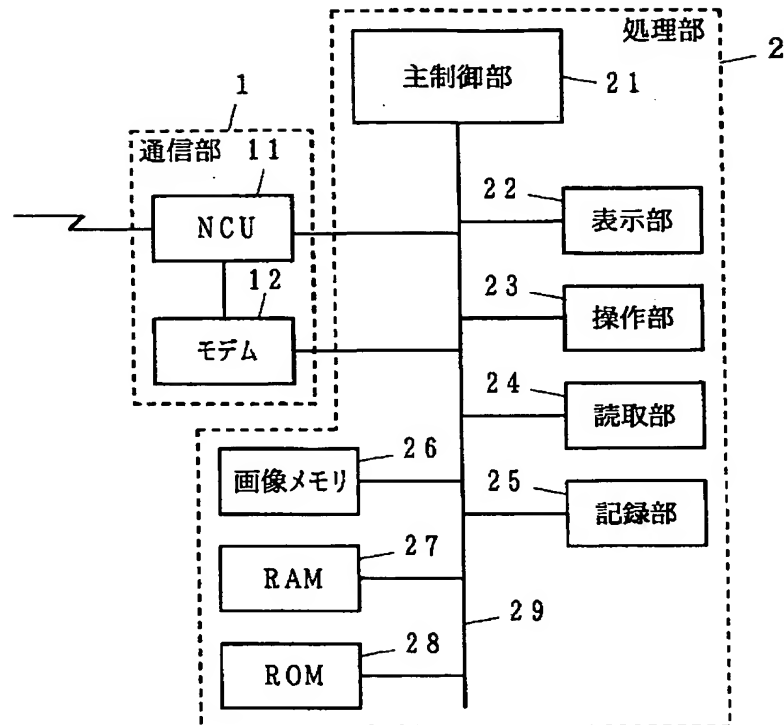 処理部
2
主制御部
21
1
通信部
11
NCU
12
モデム
22
表示部
23
操作部
24
読取部
25
記録部
26
画像メモリ
27
RAM
28
ROM
29